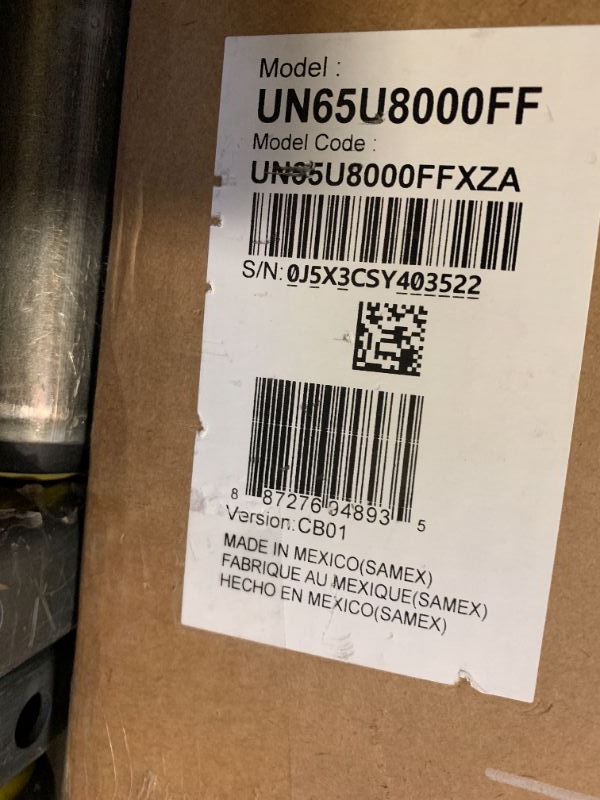 Model :
UN65U8000FF
Model Code :
UN65U8000FFXZA
S/N: 0J5X3CSY403522
8 87276 94893 5
Version:CB01
MADE IN MEXICO(SAMEX)
FABRIQUE AU MEXIQUE(SAMEX)
HECHO EN MEXICO(SAMEX)